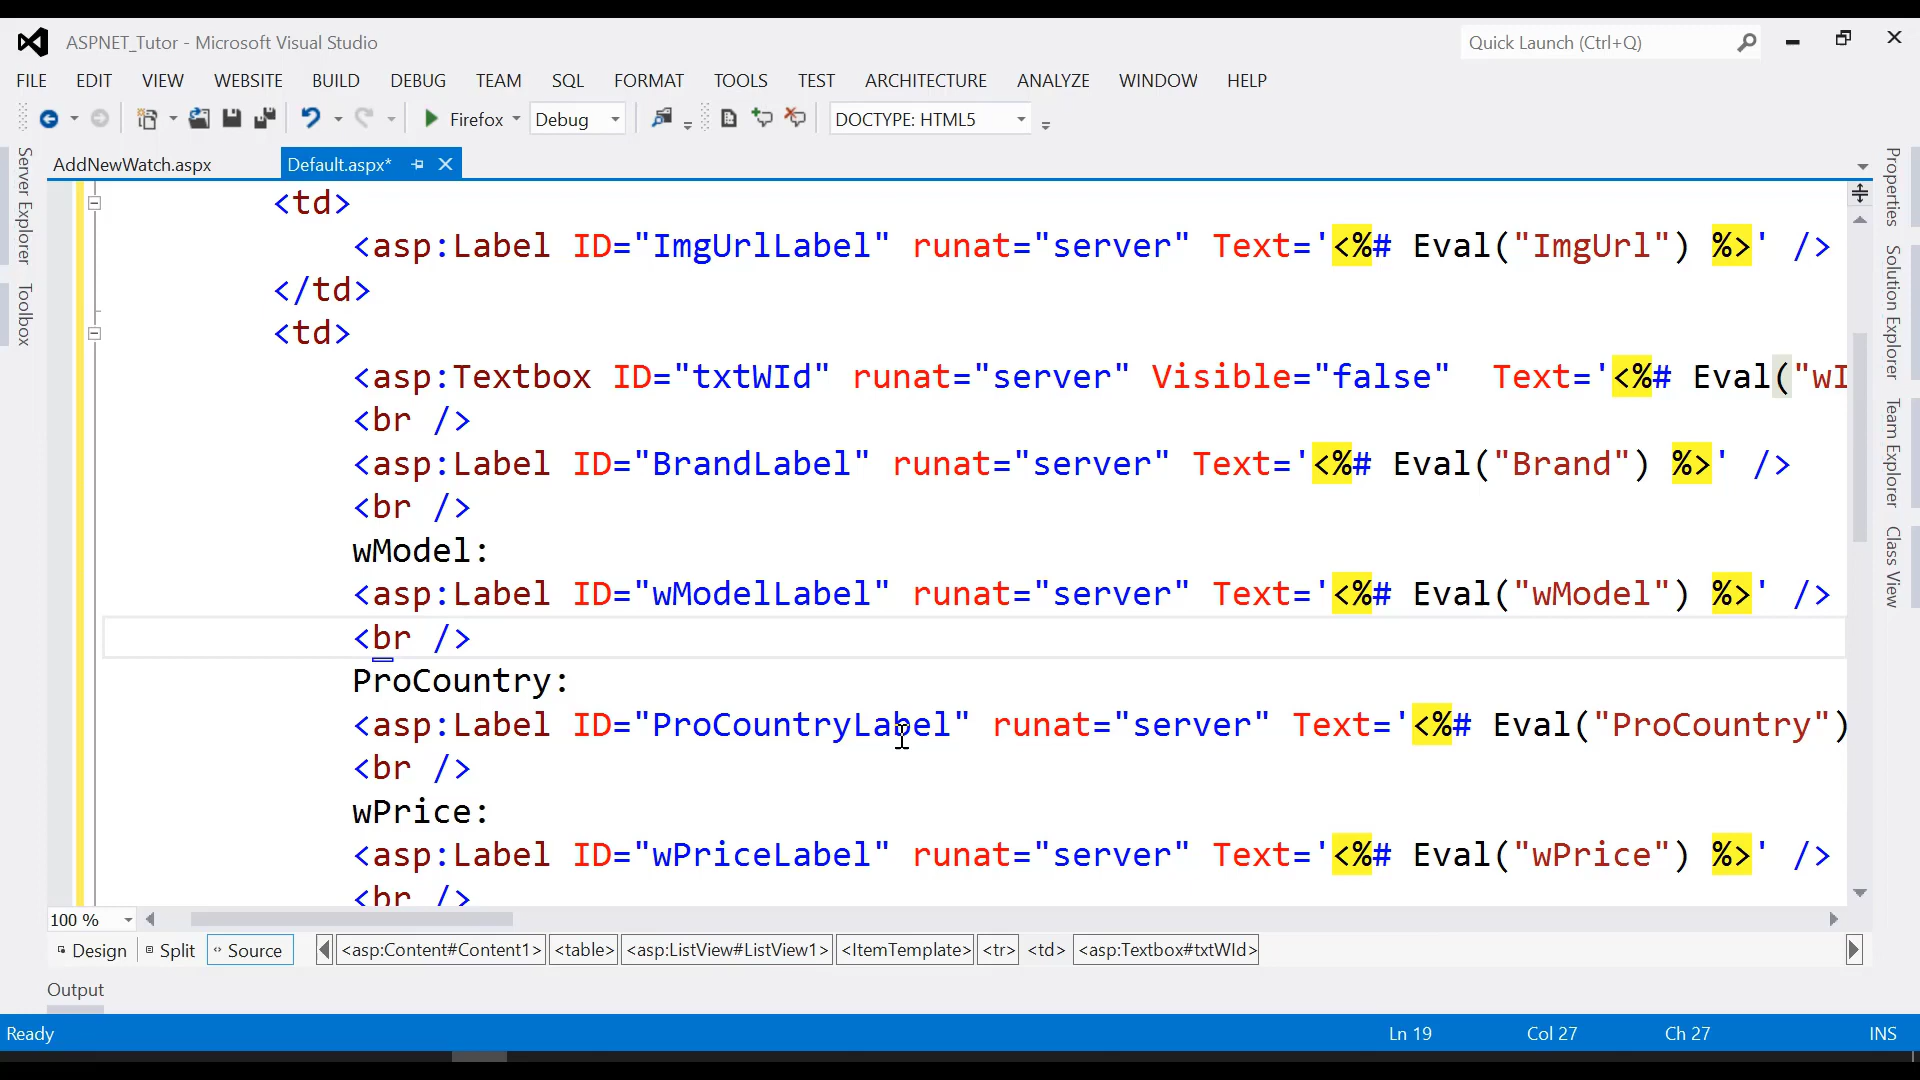 ASPNET_Tutor - Microsoft Visual Studio
Quick Launch (Ctrl+Q)
FILE EDIT VIEW WEBSITE BUILD DEBUG TEAM SQL FORMAT TOOLS TEST ARCHITECTURE ANALYZE WINDOW HELP
Firefox Debug DOCTYPE: HTML5
AddNewWatch.aspx Default.aspx*
Server Explorer
Toolbox
Properties
Solution Explorer
Team Explorer
Class View
<td>
<asp:Label ID="ImgUrlLabel" runat="server" Text='<%# Eval("ImgUrl") %>' />
</td>
<td>
<asp:Textbox ID="txtWId" runat="server" Visible="false"  Text='<%# Eval("wI
<br />
<asp:Label ID="BrandLabel" runat="server" Text='<%# Eval("Brand") %>' />
<br />
wModel:
<asp:Label ID="wModelLabel" runat="server" Text='<%# Eval("wModel") %>' />
<br />
ProCountry:
<asp:Label ID="ProCountryLabel" runat="server" Text='<%# Eval("ProCountry")
<br />
wPrice:
<asp:Label ID="wPriceLabel" runat="server" Text='<%# Eval("wPrice") %>' />
<br />
100 %
Design Split Source <asp:Content#Content1> <table> <asp:ListView#ListView1> <ItemTemplate> <tr> <td> <asp:Textbox#txtWId>
Output
Ready Ln 19 Col 27 Ch 27 INS